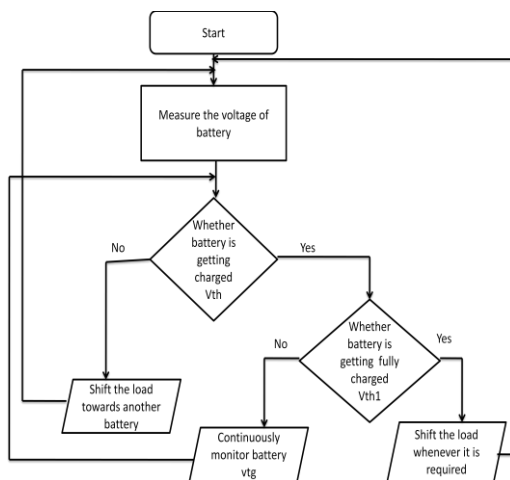 Start
Measure the voltage of
battery
Whether
battery is
getting
charged
Vth
No
Yes
Whether
battery is
getting fully
charged
Vth1
No
Yes
Shift the load
towards another
battery
Continuously
monitor battery
vtg
Shift the load
whenever it is
required